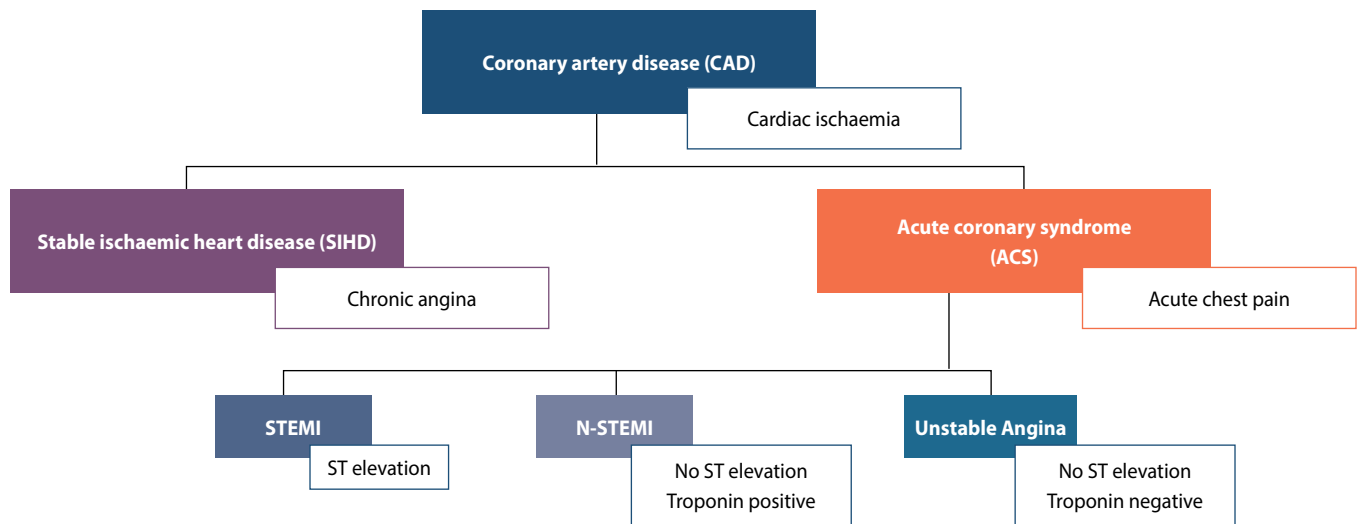 Coronary artery disease (CAD)
Cardiac ischaemia
Stable ischaemic heart disease (SIHD)
Chronic angina
Acute coronary syndrome
(ACS)
Acute chest pain
STEMI
ST elevation
N-STEMI
No ST elevation
Troponin positive
Unstable Angina
No ST elevation
Troponin negative